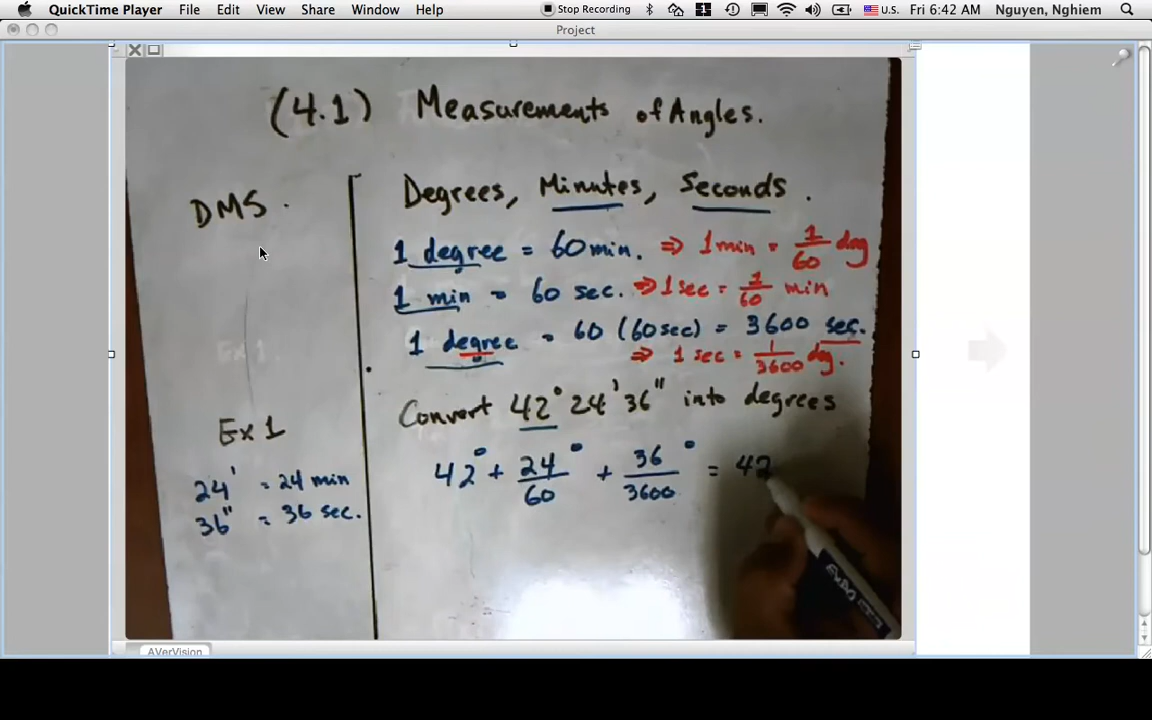 QuickTime Player File Edit View Share Window Help Stop Recording 1 U.S. Fri 6:42 AM Nguyen, Nghiem
Project
(4.1) Measurements of Angles.
DMS.
Degrees, Minutes, Seconds.
1 degree = 60 min. ⇒ 1 min = 1/60 deg
1 min = 60 sec. ⇒ 1 sec = 1/60 min
1 degree = 60 (60 sec) = 3600 sec.
⇒ 1 sec = 1/3600 deg.
Ex 1
Convert 42° 24' 36" into degrees
Ex 1
24' = 24 min
36" = 36 sec.
42° + 24/60° + 36/3600° = 42
EXPO
AVerVision